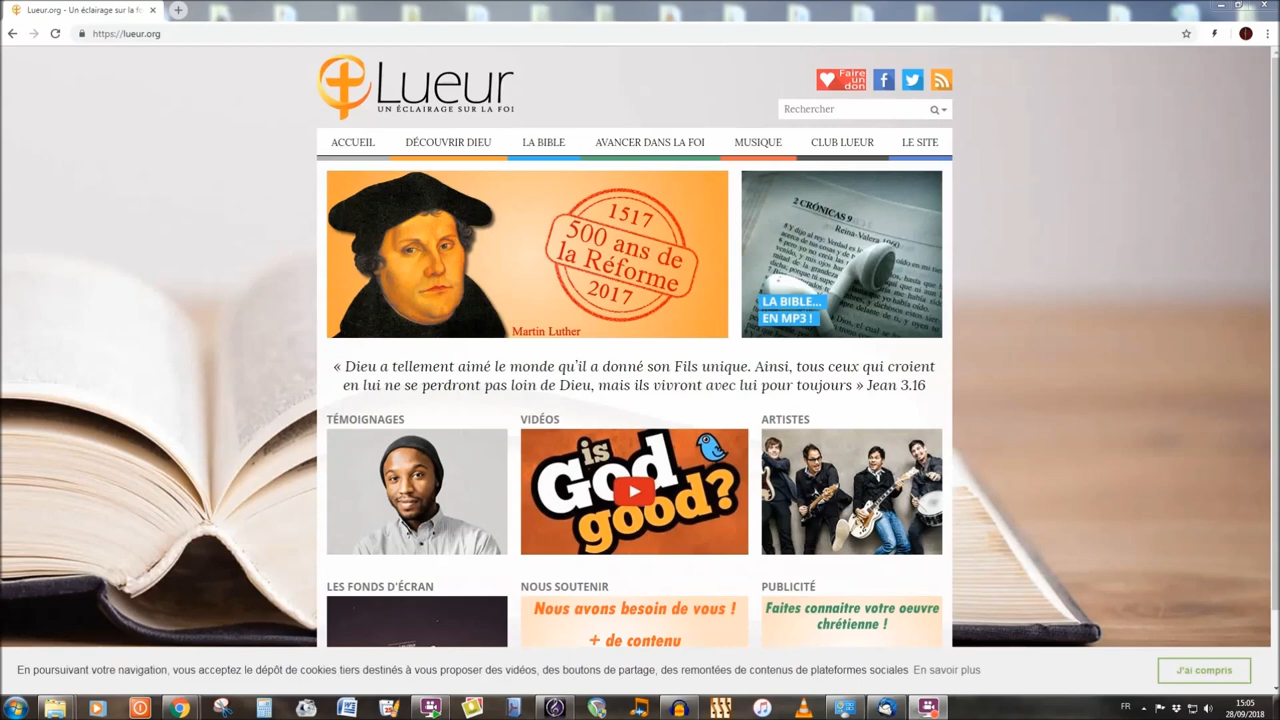 Lueur.org - Un éclairage sur la fo
https://lueur.org
Lueur
UN ÉCLAIRAGE SUR LA FOI
Faire
un
don
Rechercher
ACCUEIL
DÉCOUVRIR DIEU
LA BIBLE
AVANCER DANS LA FOI
MUSIQUE
CLUB LUEUR
LE SITE
1517
500 ans de
la Réforme
2017
Martin Luther
2 CRÓNICAS 9
Reina-Valera 1960
LA BIBLE...
EN MP3 !
« Dieu a tellement aimé le monde qu'il a donné son Fils unique. Ainsi, tous ceux qui croient
en lui ne se perdront pas loin de Dieu, mais ils vivront avec lui pour toujours » Jean 3.16
TÉMOIGNAGES
VIDÉOS
ARTISTES
is
God
good?
LES FONDS D'ÉCRAN
NOUS SOUTENIR
PUBLICITÉ
Nous avons besoin de vous !
+ de contenu
Faites connaitre votre oeuvre
chrétienne !
En poursuivant votre navigation, vous acceptez le dépôt de cookies tiers destinés à vous proposer des vidéos, des boutons de partage, des remontées de contenus de plateformes sociales En savoir plus
J'ai compris
FR
15:05
28/09/2018